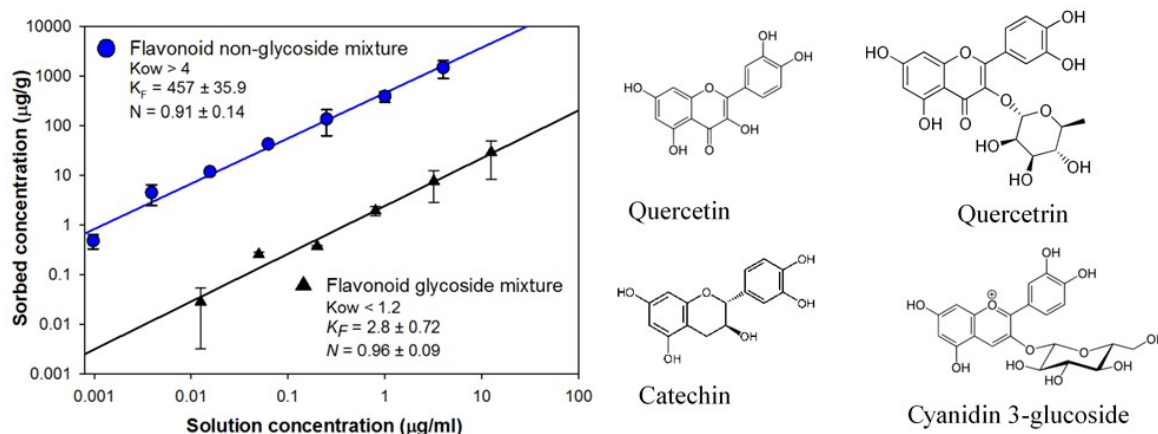 10000
1000
100
10
1
0.1
0.01
0.001
Sorbed concentration (µg/g)
Flavonoid non-glycoside mixture
Kow > 4
KF = 457 ± 35.9
N = 0.91 ± 0.14
Flavonoid glycoside mixture
Kow < 1.2
KF = 2.8 ± 0.72
N = 0.96 ± 0.09
0.001 0.01 0.1 1 10 100
Solution concentration (µg/ml)
OH
OH
HO
O
OH
OH
O
Quercetin
OH
OH
HO
O
O
OH
O
O
HO
HO
OH
Quercetrin
OH
OH
HO
O
OH
OH
Catechin
OH
OH
HO
O
⊕
O
O
OH
OH
HO
HO
OH
Cyanidin 3-glucoside